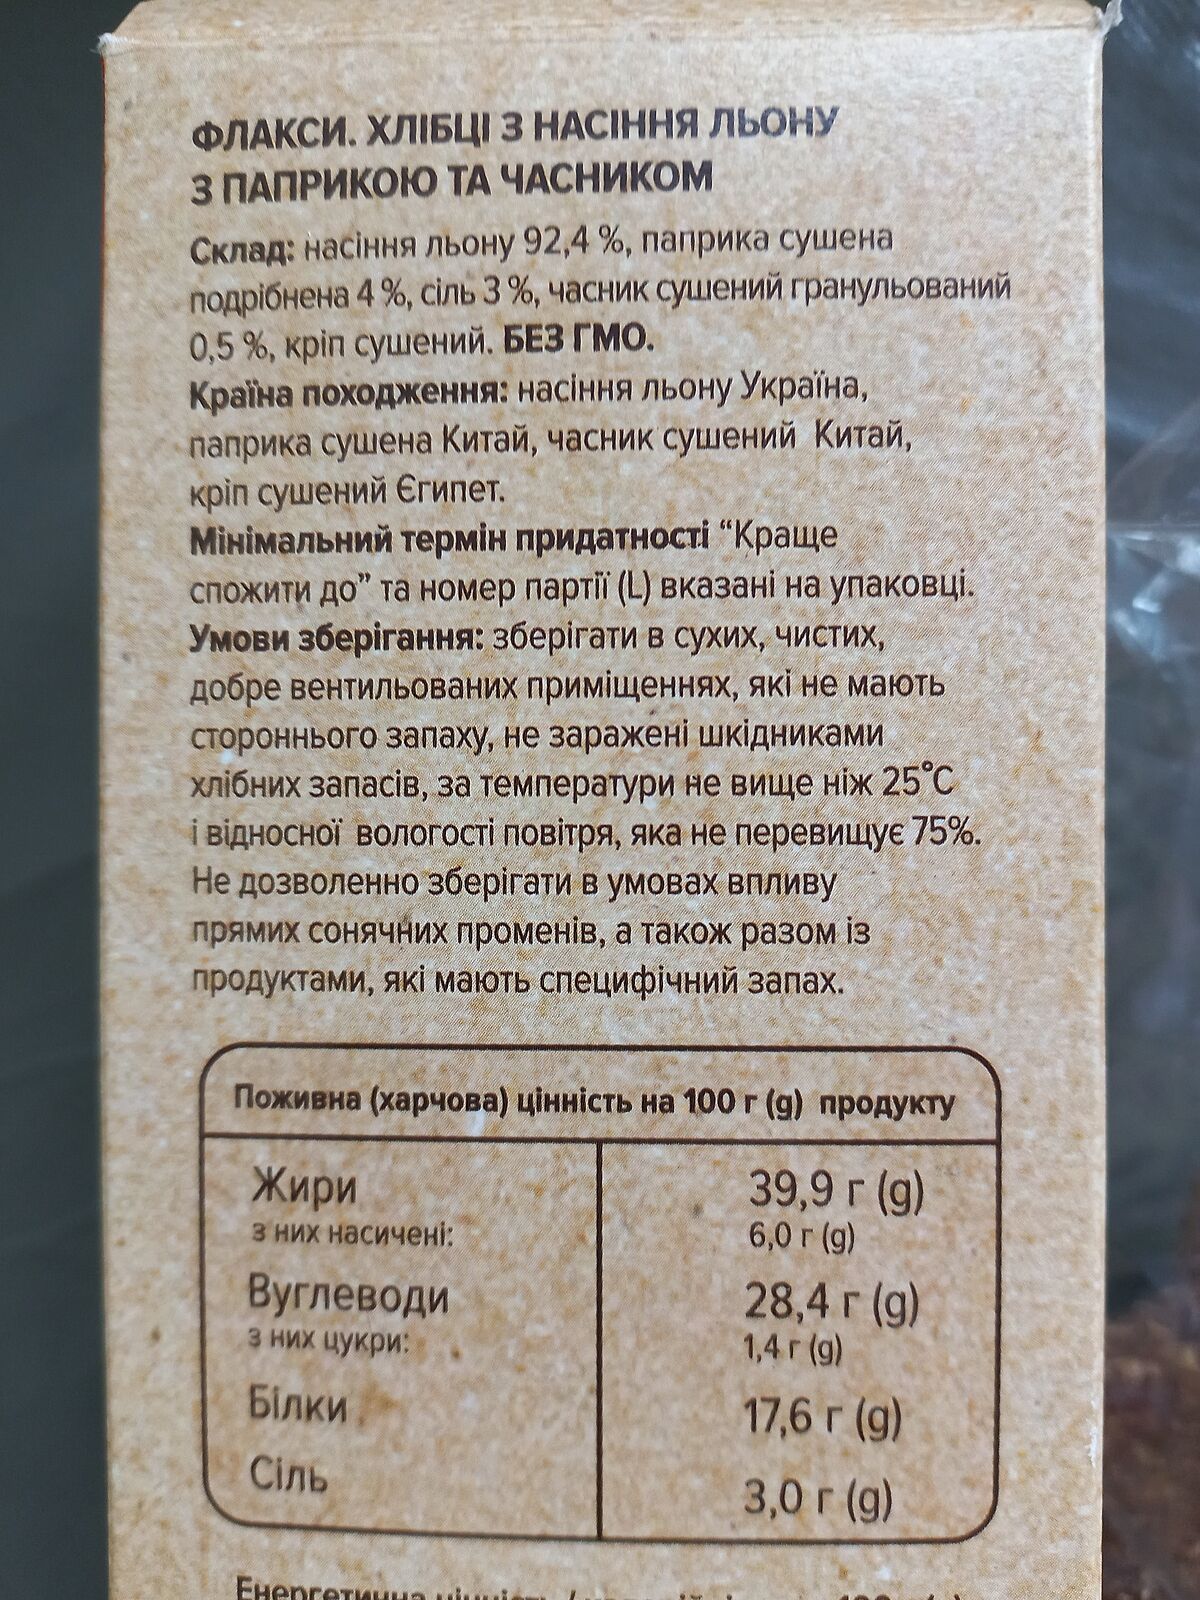 ФЛАКСИ. ХЛІБЦІ З НАСІННЯ ЛЬОНУ
З ПАПРИКОЮ ТА ЧАСНИКОМ
Склад: насіння льону 92,4 %, паприка сушена
подрібнена 4 %, сіль 3 %, часник сушений гранульований
0,5 %, кріп сушений. БЕЗ ГМО.
Країна походження: насіння льону Україна,
паприка сушена Китай, часник сушений Китай,
кріп сушений Єгипет.
Мінімальний термін придатності “Краще
спожити до” та номер партії (L) вказані на упаковці.
Умови зберігання: зберігати в сухих, чистих,
добре вентильованих приміщеннях, які не мають
стороннього запаху, не заражені шкідниками
хлібних запасів, за температури не вище ніж 25°С
і відносної вологості повітря, яка не перевищує 75%.
Не дозволенно зберігати в умовах впливу
прямих сонячних променів, а також разом із
продуктами, які мають специфічний запах.
Поживна (харчова) цінність на 100 г (g) продукту
Жири 39,9 г (g)
з них насичені: 6,0 г (g)
Вуглеводи 28,4 г (g)
з них цукри: 1,4 г (g)
Білки 17,6 г (g)
Сіль 3,0 г (g)
Енергетична цінність